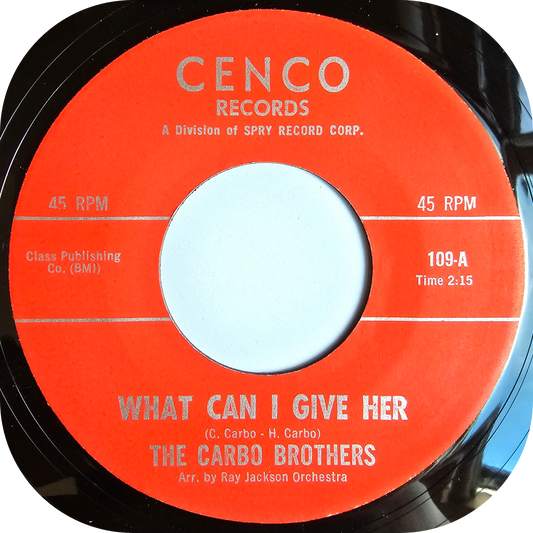 CENCO
RECORDS
A Division of SPRY RECORD CORP.
45 RPM
45 RPM
Class Publishing
Co. (BMI)
109-A
Time 2:15
WHAT CAN I GIVE HER
(C. Carbo - H. Carbo)
THE CARBO BROTHERS
Arr. by Ray Jackson Orchestra